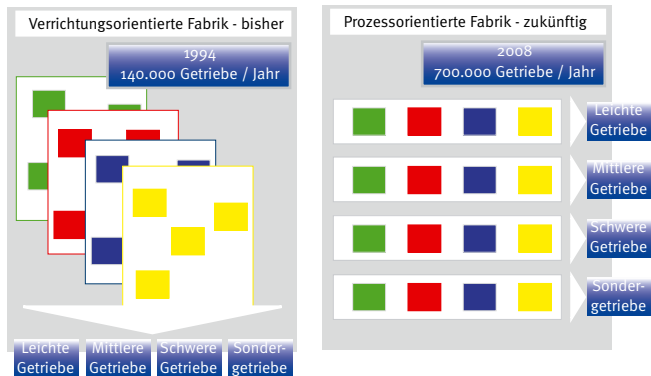 Verrichtungsorientierte Fabrik - bisher
1994
140.000 Getriebe / Jahr
Leichte
Getriebe
Mittlere
Getriebe
Schwere
Getriebe
Sonder-
getriebe
Prozessorientierte Fabrik - zukünftig
2008
700.000 Getriebe / Jahr
Leichte
Getriebe
Mittlere
Getriebe
Schwere
Getriebe
Sonder-
getriebe